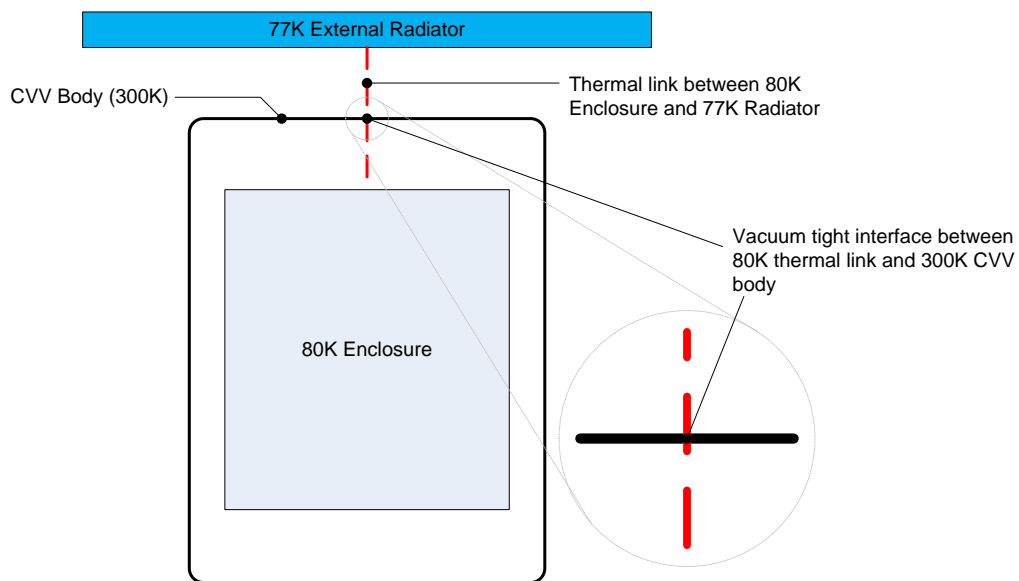 77K External Radiator
CVV Body (300K)
Thermal link between 80K
Enclosure and 77K Radiator
Vacuum tight interface between
80K thermal link and 300K CVV
body
80K Enclosure